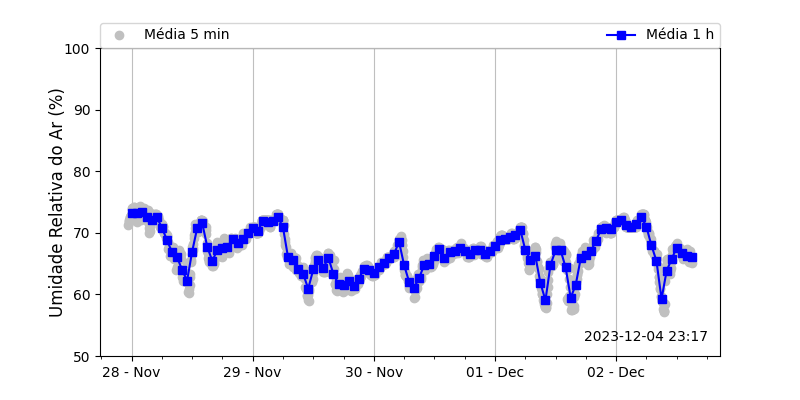 Média 5 min
Média 1 h
Umidade Relativa do Ar (%)
100
90
80
70
60
50
2023-12-04 23:17
28 - Nov
29 - Nov
30 - Nov
01 - Dec
02 - Dec